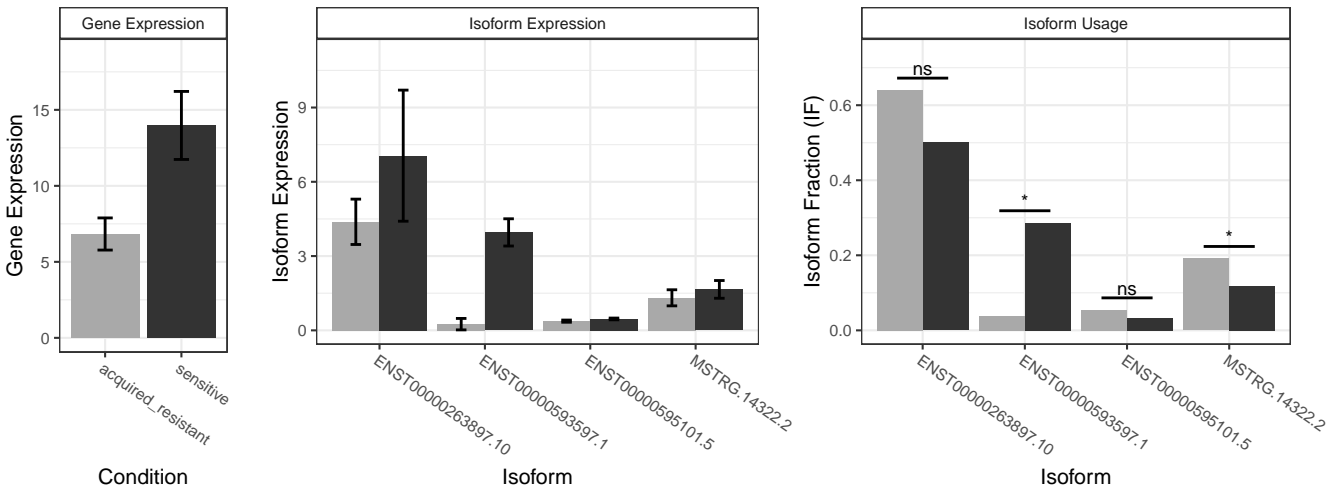 Gene Expression
Gene Expression
15
10
5
0
acquired_resistant
sensitive
Condition
Isoform Expression
Isoform Expression
9
6
3
0
ENST00000263897.10
ENST00000593597.1
ENST00000595101.5
MSTRG.14322.2
Isoform
Isoform Usage
Isoform Fraction (IF)
0.6
0.4
0.2
0.0
ns
*
ns
*
ENST00000263897.10
ENST00000593597.1
ENST00000595101.5
MSTRG.14322.2
Isoform